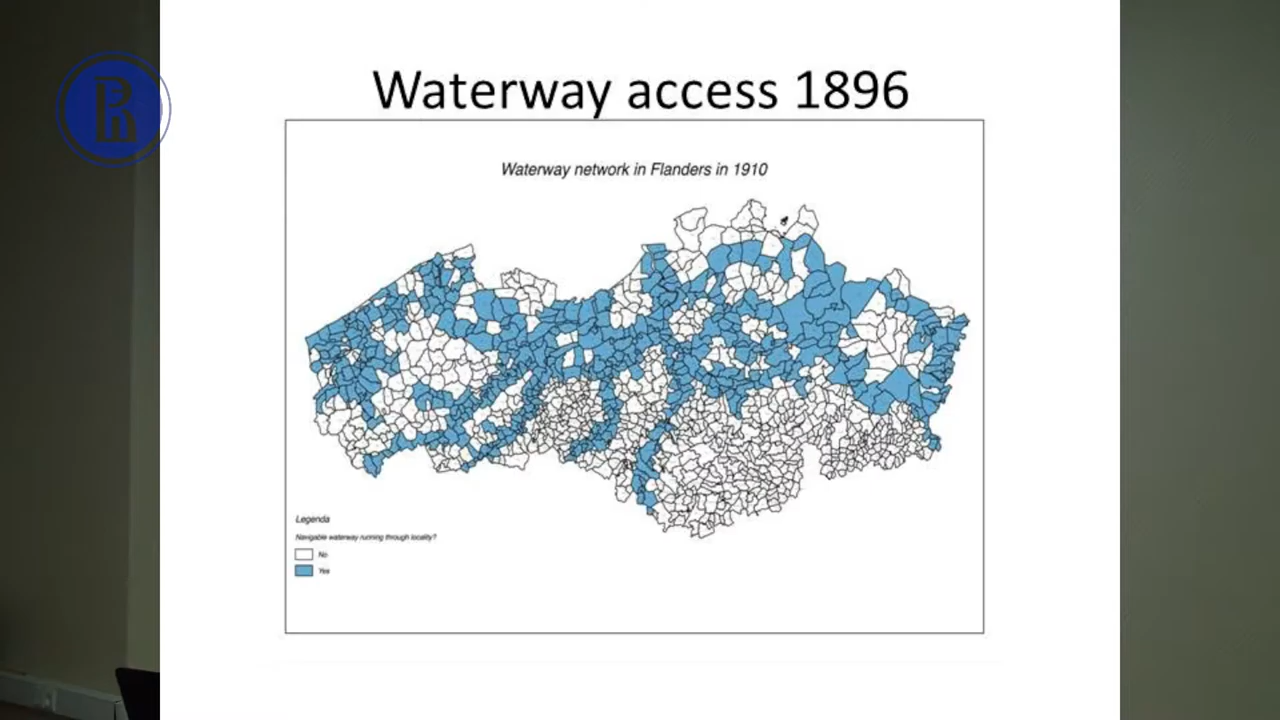 Waterway access 1896
Waterway network in Flanders in 1910
Legenda
Navigable waterway running through locality?
No
Yes